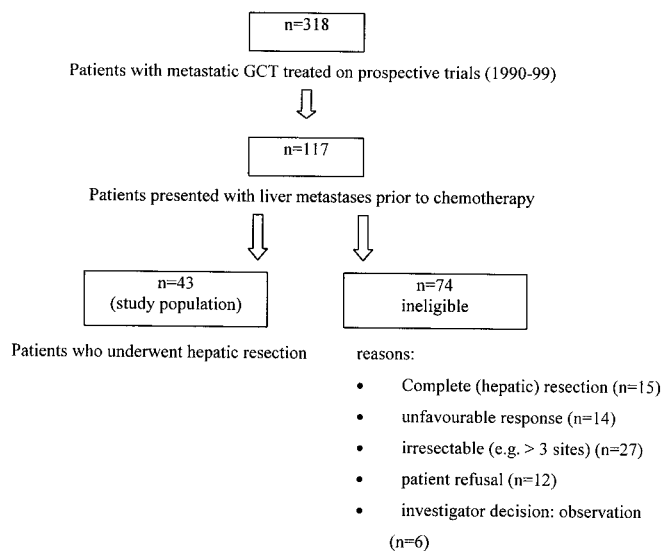 n=318
Patients with metastatic GCT treated on prospective trials (1990-99)
n=117
Patients presented with liver metastases prior to chemotherapy
n=43
(study population)
n=74
ineligible
Patients who underwent hepatic resection
reasons:
• Complete (hepatic) resection (n=15)
• unfavourable response (n=14)
• irresectable (e.g. > 3 sites) (n=27)
• patient refusal (n=12)
• investigator decision: observation
(n=6)